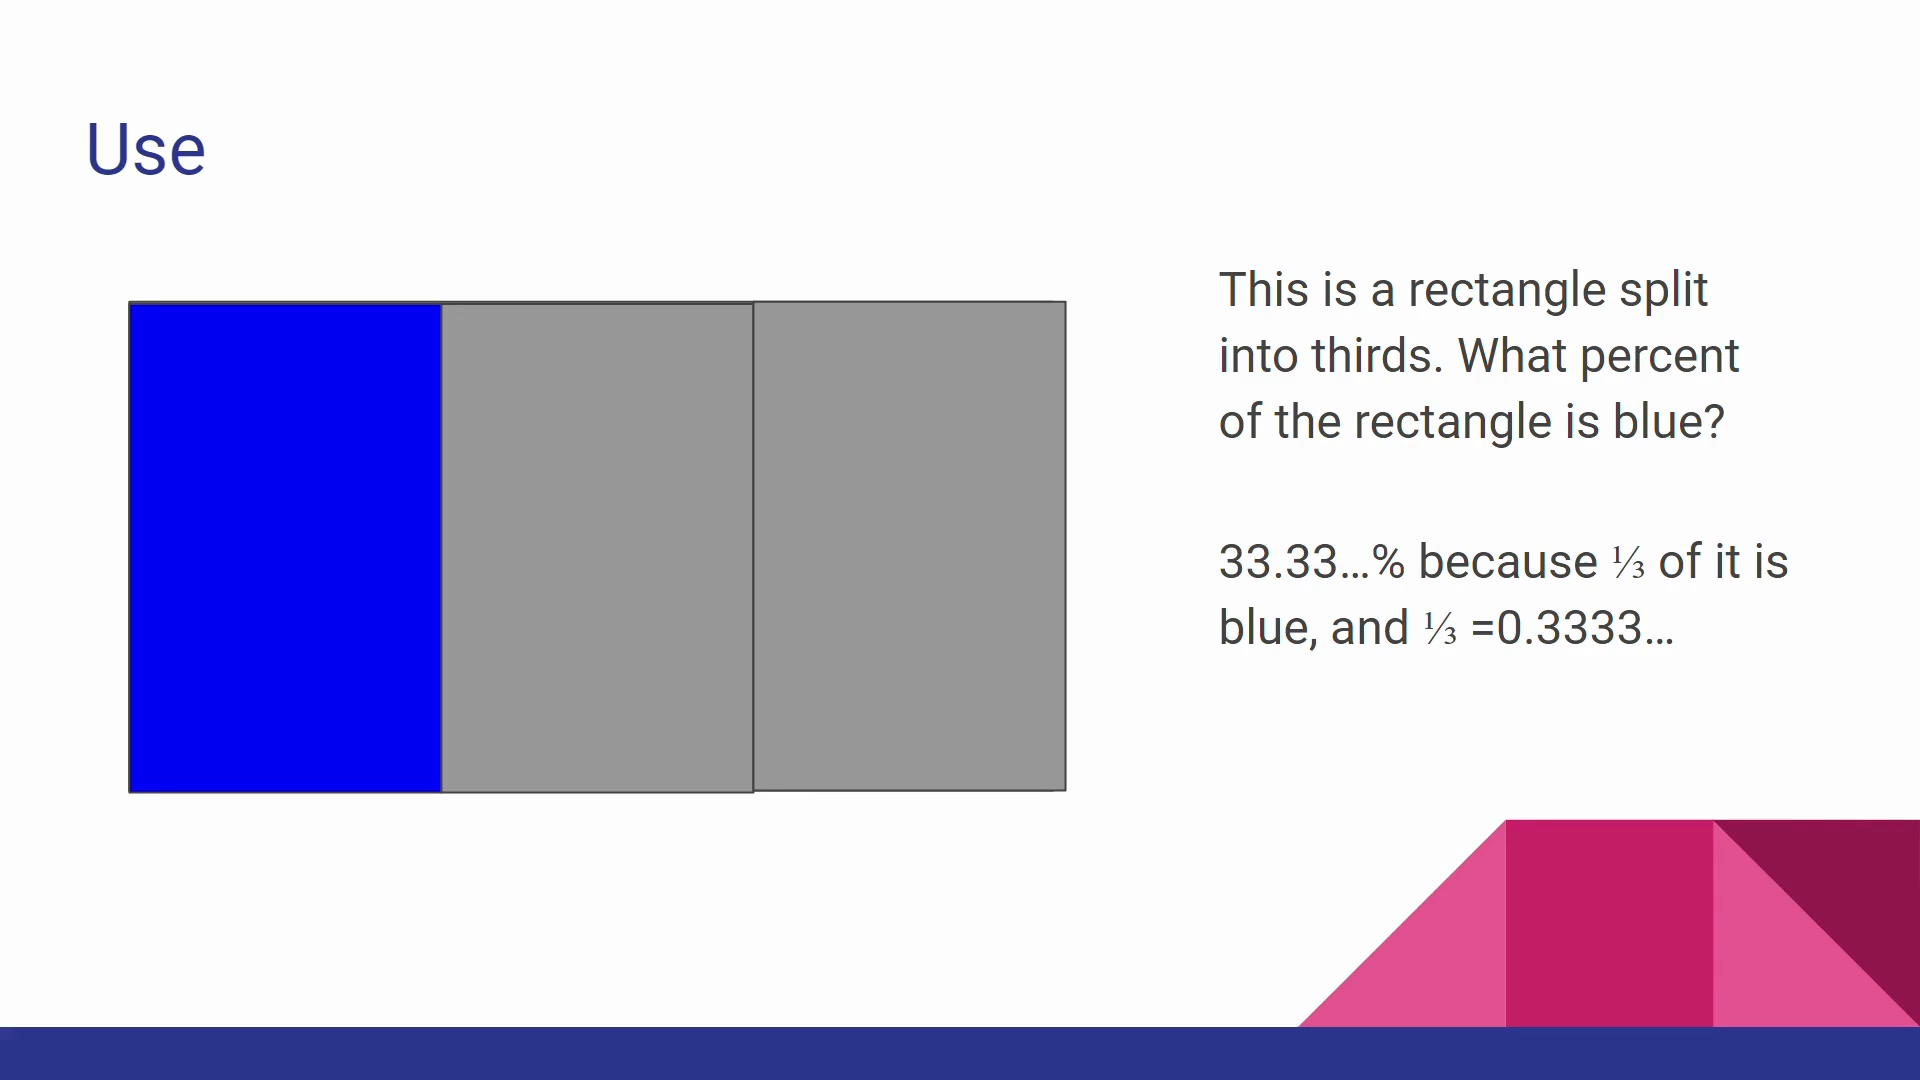 Use
This is a rectangle split
into thirds. What percent
of the rectangle is blue?
33.33...% because ⅓ of it is
blue, and ⅓ =0.3333...